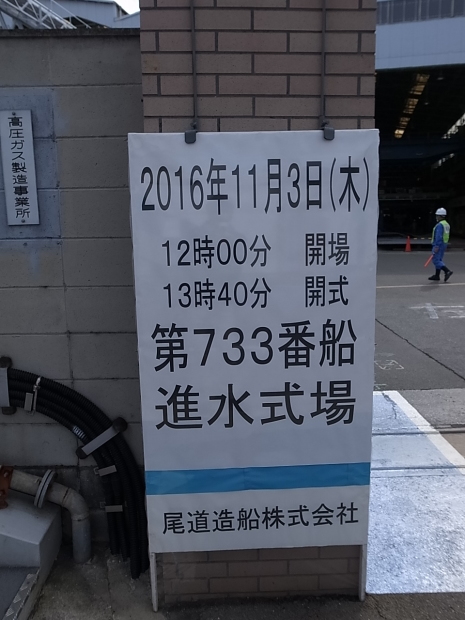 高圧ガス製造事業所
2016年11月3日(木)
12時00分 開場
13時40分 開式
第733番船
進水式場
尾道造船株式会社